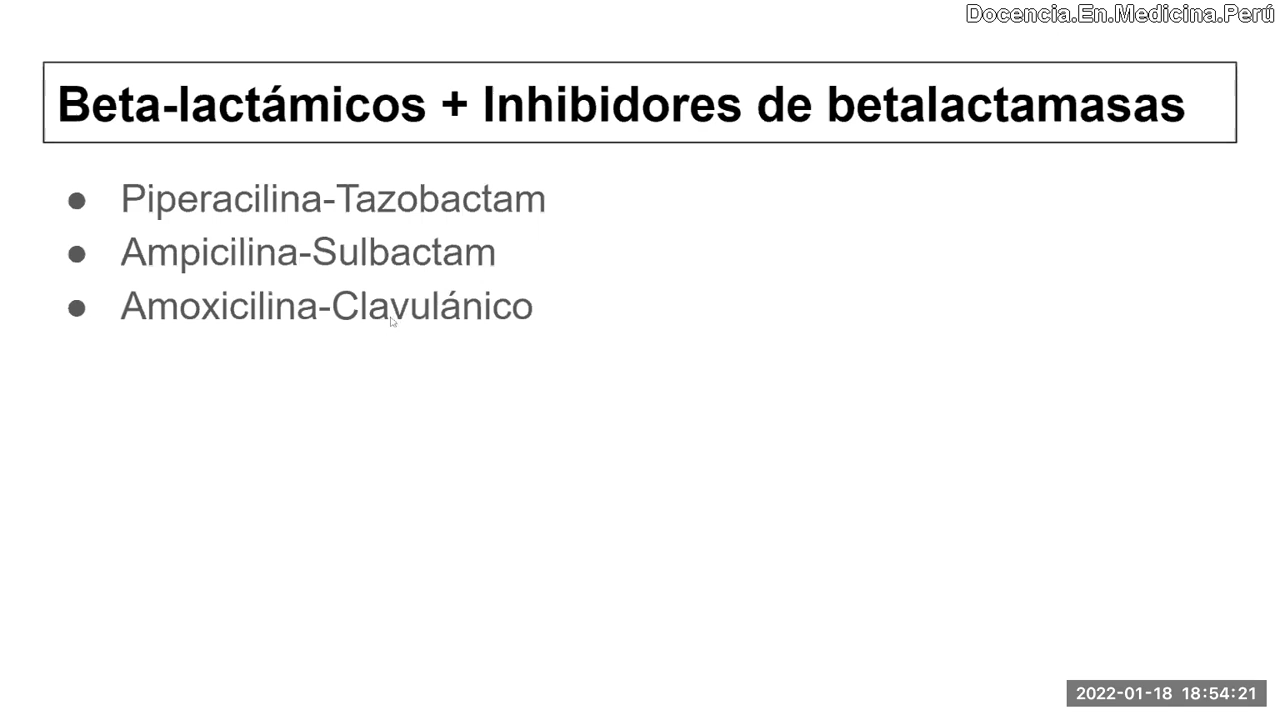 Docencia.En.Medicina.Perú
Beta-lactámicos + Inhibidores de betalactamasas
● Piperacilina-Tazobactam
● Ampicilina-Sulbactam
● Amoxicilina-Clavulánico
2022-01-18 18:54:21